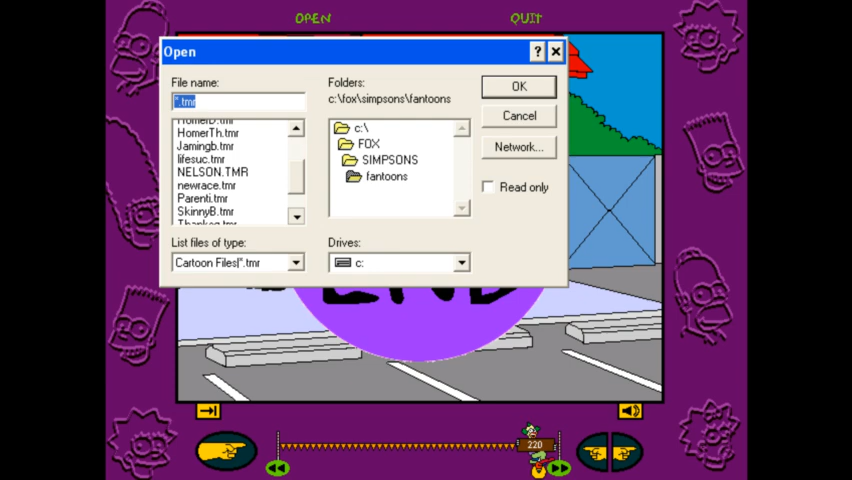 OPEN QUIT
Open
File name:
*.tmr
HomerTh.tmr
Jamingb.tmr
lifesuc.tmr
NELSON.TMR
newrace.tmr
Parenti.tmr
SkinnyB.tmr
List files of type:
Cartoon Files|*.tmr
Folders:
c:\fox\simpsons\fantoons
c:\
FOX
SIMPSONS
fantoons
Drives:
c:
OK
Cancel
Network...
Read only
END
220